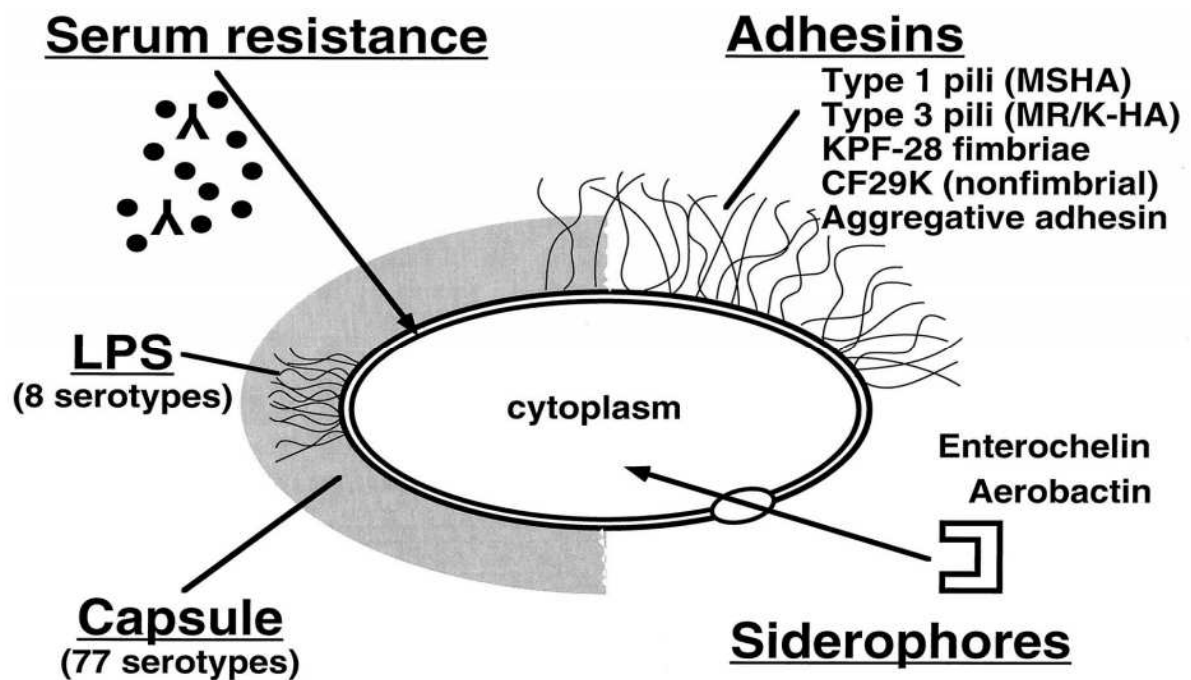 Serum resistance
Adhesins
Type 1 pili (MSHA)
Type 3 pili (MR/K-HA)
KPF-28 fimbriae
CF29K (nonfimbrial)
Aggregative adhesin
LPS
(8 serotypes)
cytoplasm
Enterochelin
Aerobactin
Capsule
(77 serotypes)
Siderophores